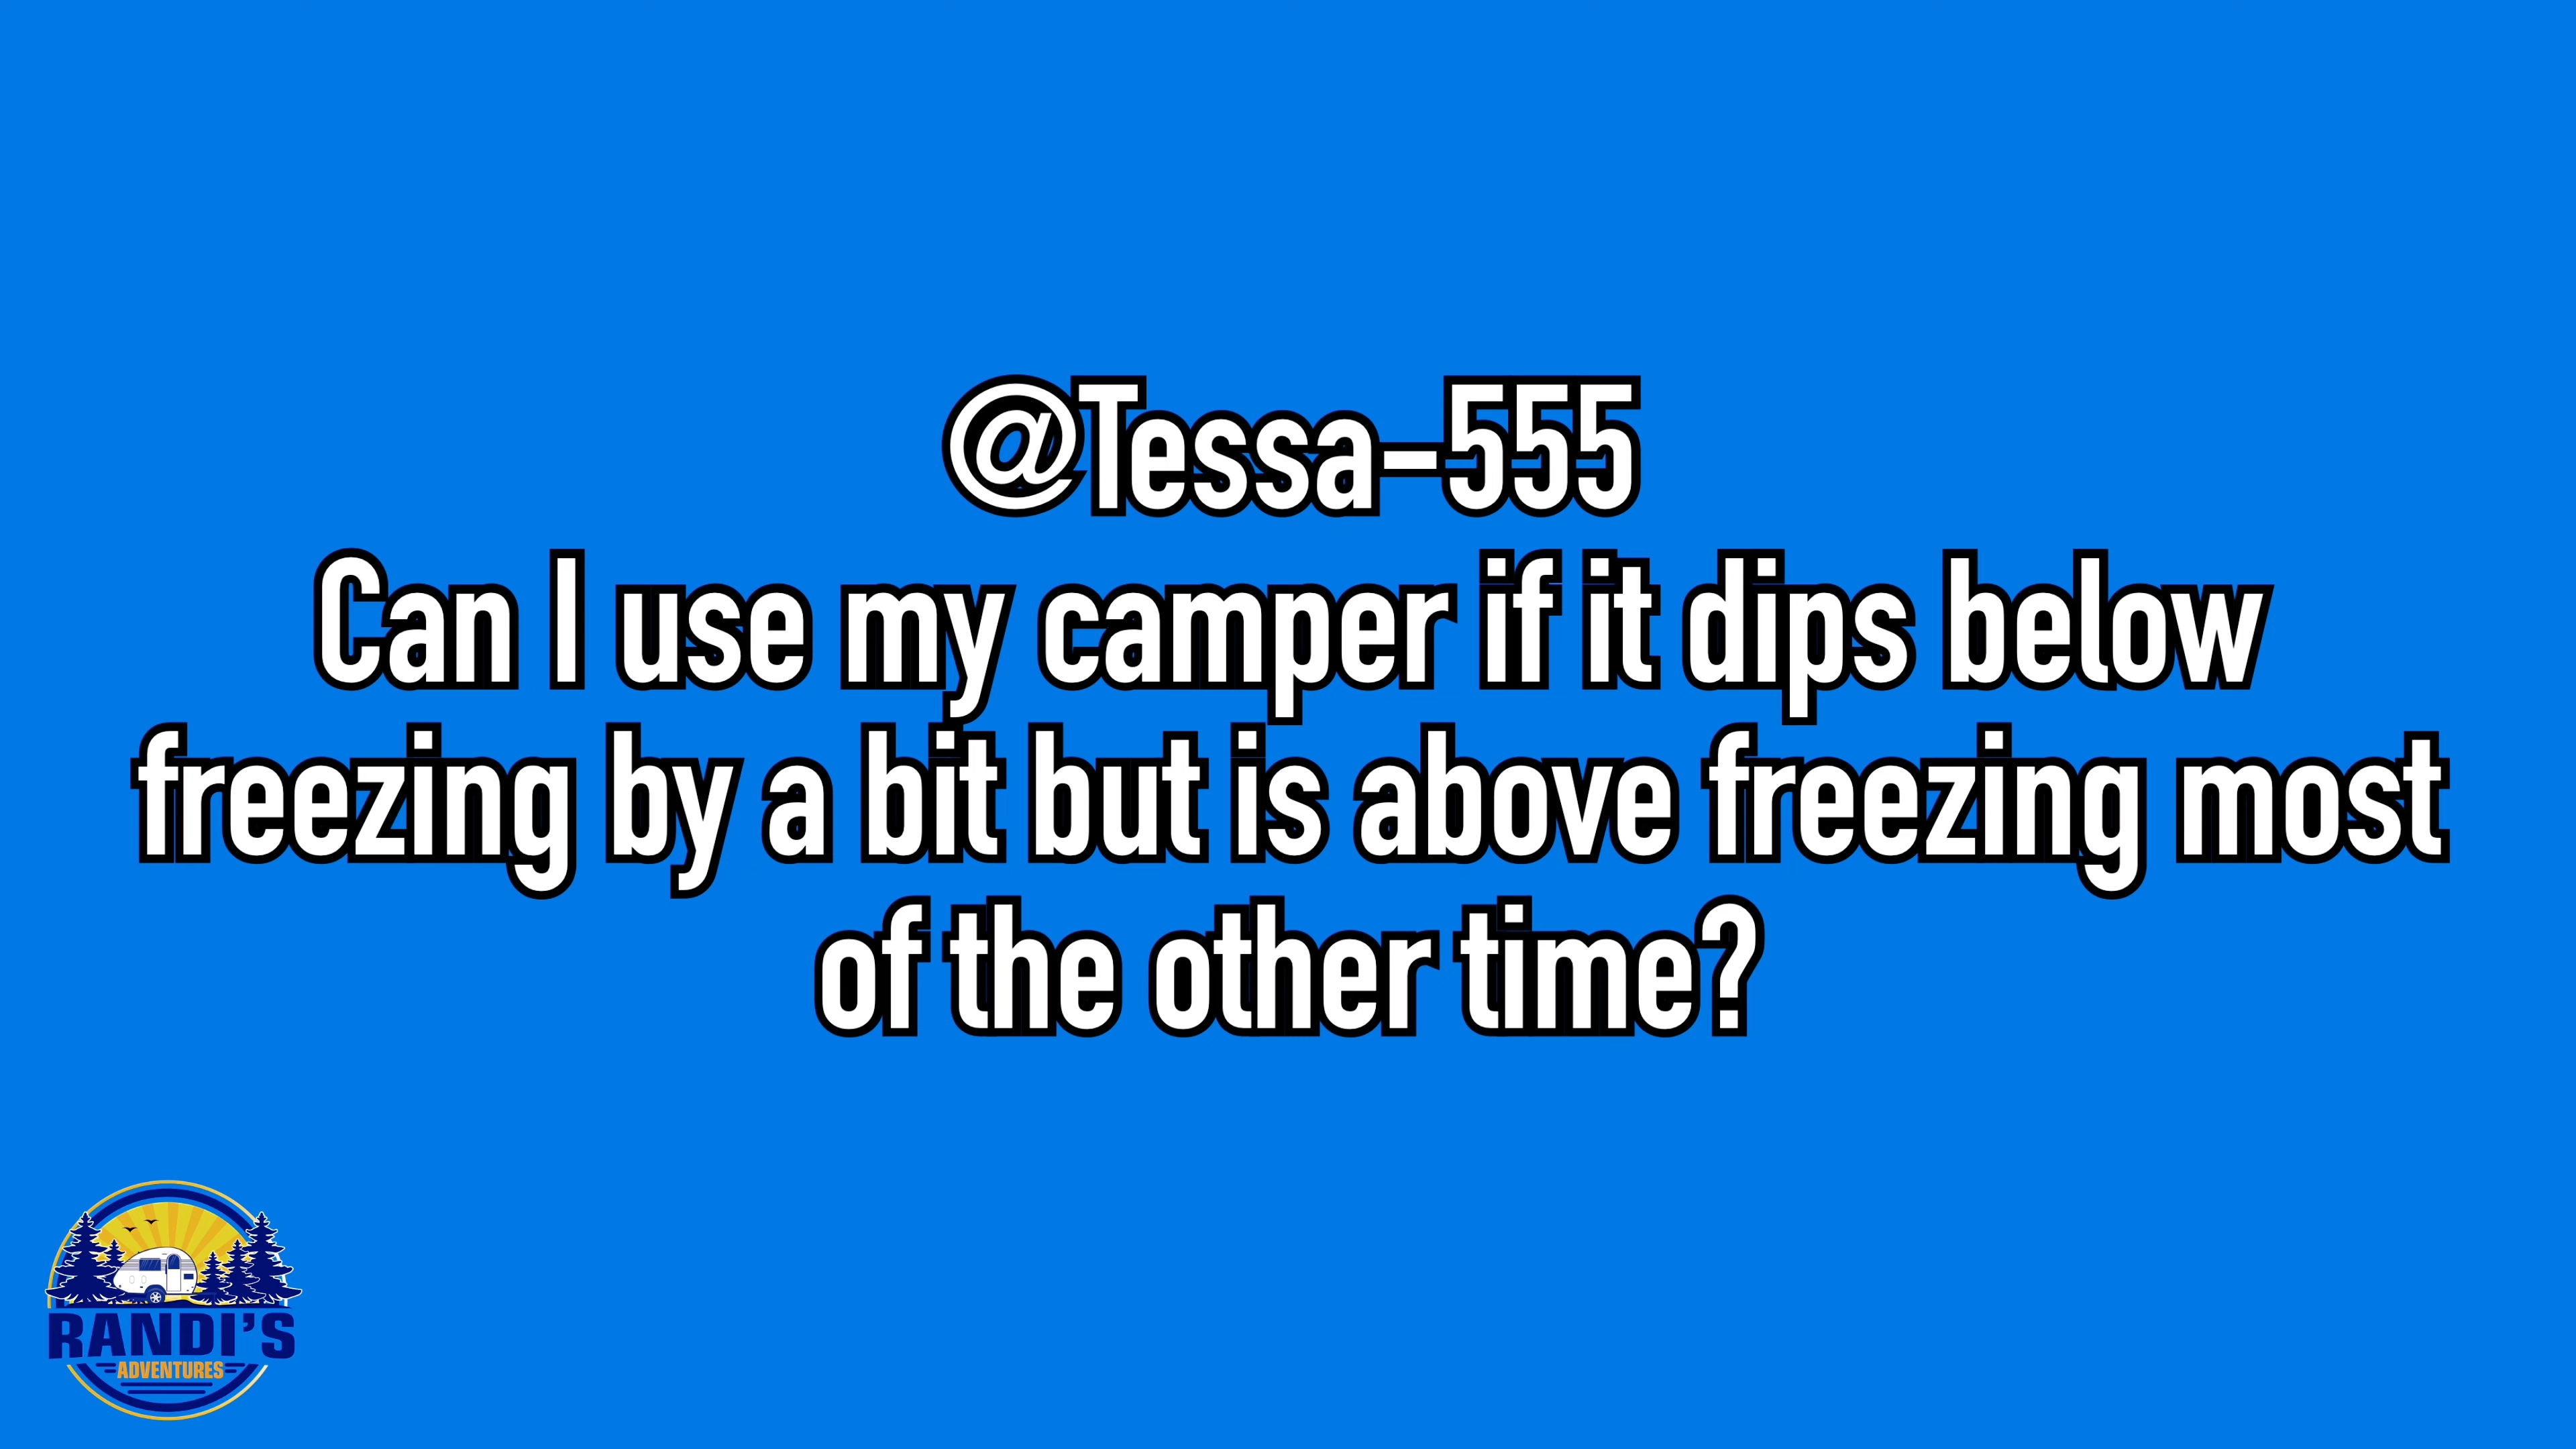 @Tessa-555
Can I use my camper if it dips below
freezing by a bit but is above freezing most
of the other time?
RANDI'S
ADVENTURES